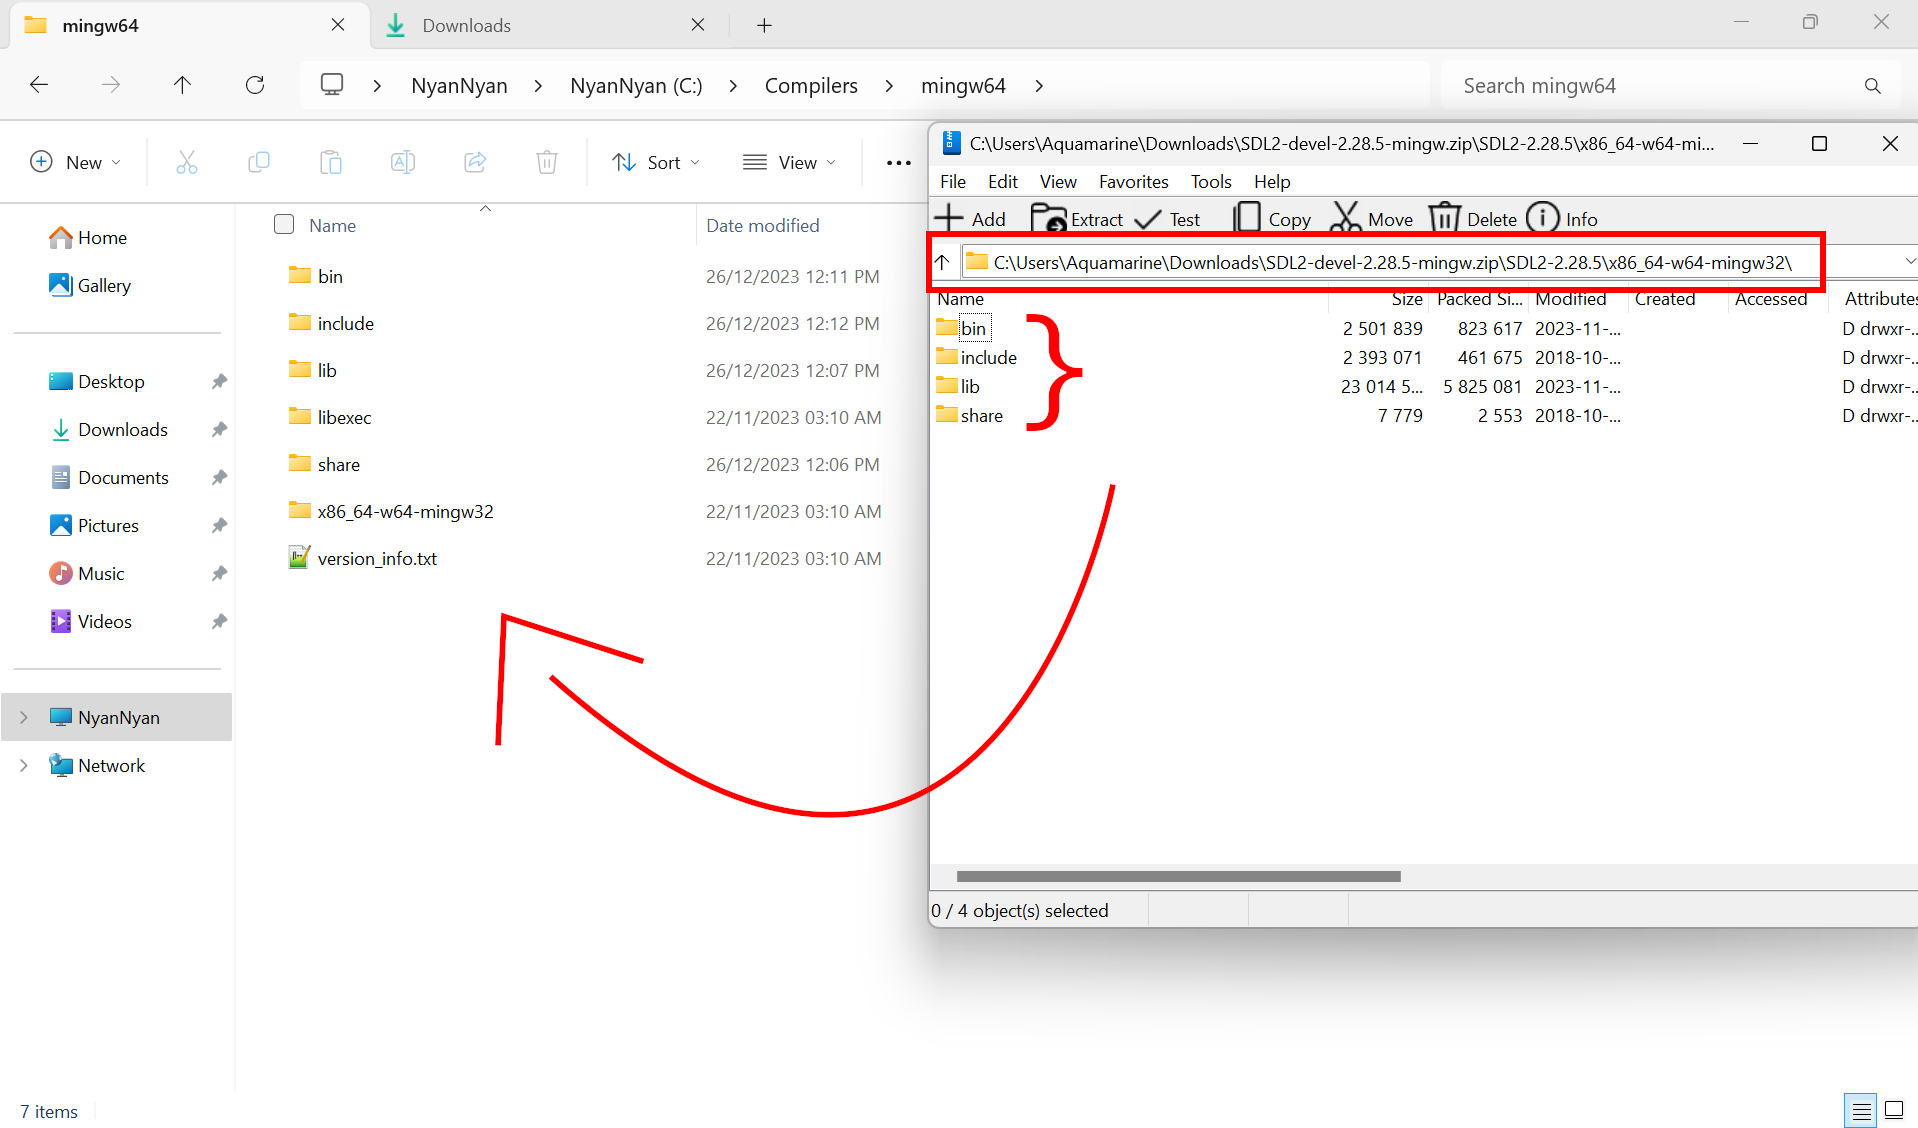 mingw64
Downloads
NyanNyan > NyanNyan (C:) > Compilers > mingw64 >
Search mingw64
New
Sort
View
Home
Gallery
Desktop
Downloads
Documents
Pictures
Music
Videos
NyanNyan
Network
Name Date modified
bin 26/12/2023 12:11 PM
include 26/12/2023 12:12 PM
lib 26/12/2023 12:07 PM
libexec 22/11/2023 03:10 AM
share 26/12/2023 12:06 PM
x86_64-w64-mingw32 22/11/2023 03:10 AM
version_info.txt 22/11/2023 03:10 AM
7 items
C:\Users\Aquamarine\Downloads\SDL2-devel-2.28.5-mingw.zip\SDL2-2.28.5\x86_64-w64-mi...
File Edit View Favorites Tools Help
Add Extract Test Copy Move Delete Info
C:\Users\Aquamarine\Downloads\SDL2-devel-2.28.5-mingw.zip\SDL2-2.28.5\x86_64-w64-mingw32\
Name Size Packed Si... Modified Created Accessed Attributes
bin 2 501 839 823 617 2023-11-... D drwxr-...
include 2 393 071 461 675 2018-10-... D drwxr-...
lib 23 014 5... 5 825 081 2023-11-... D drwxr-...
share 7 779 2 553 2018-10-... D drwxr-...
0 / 4 object(s) selected